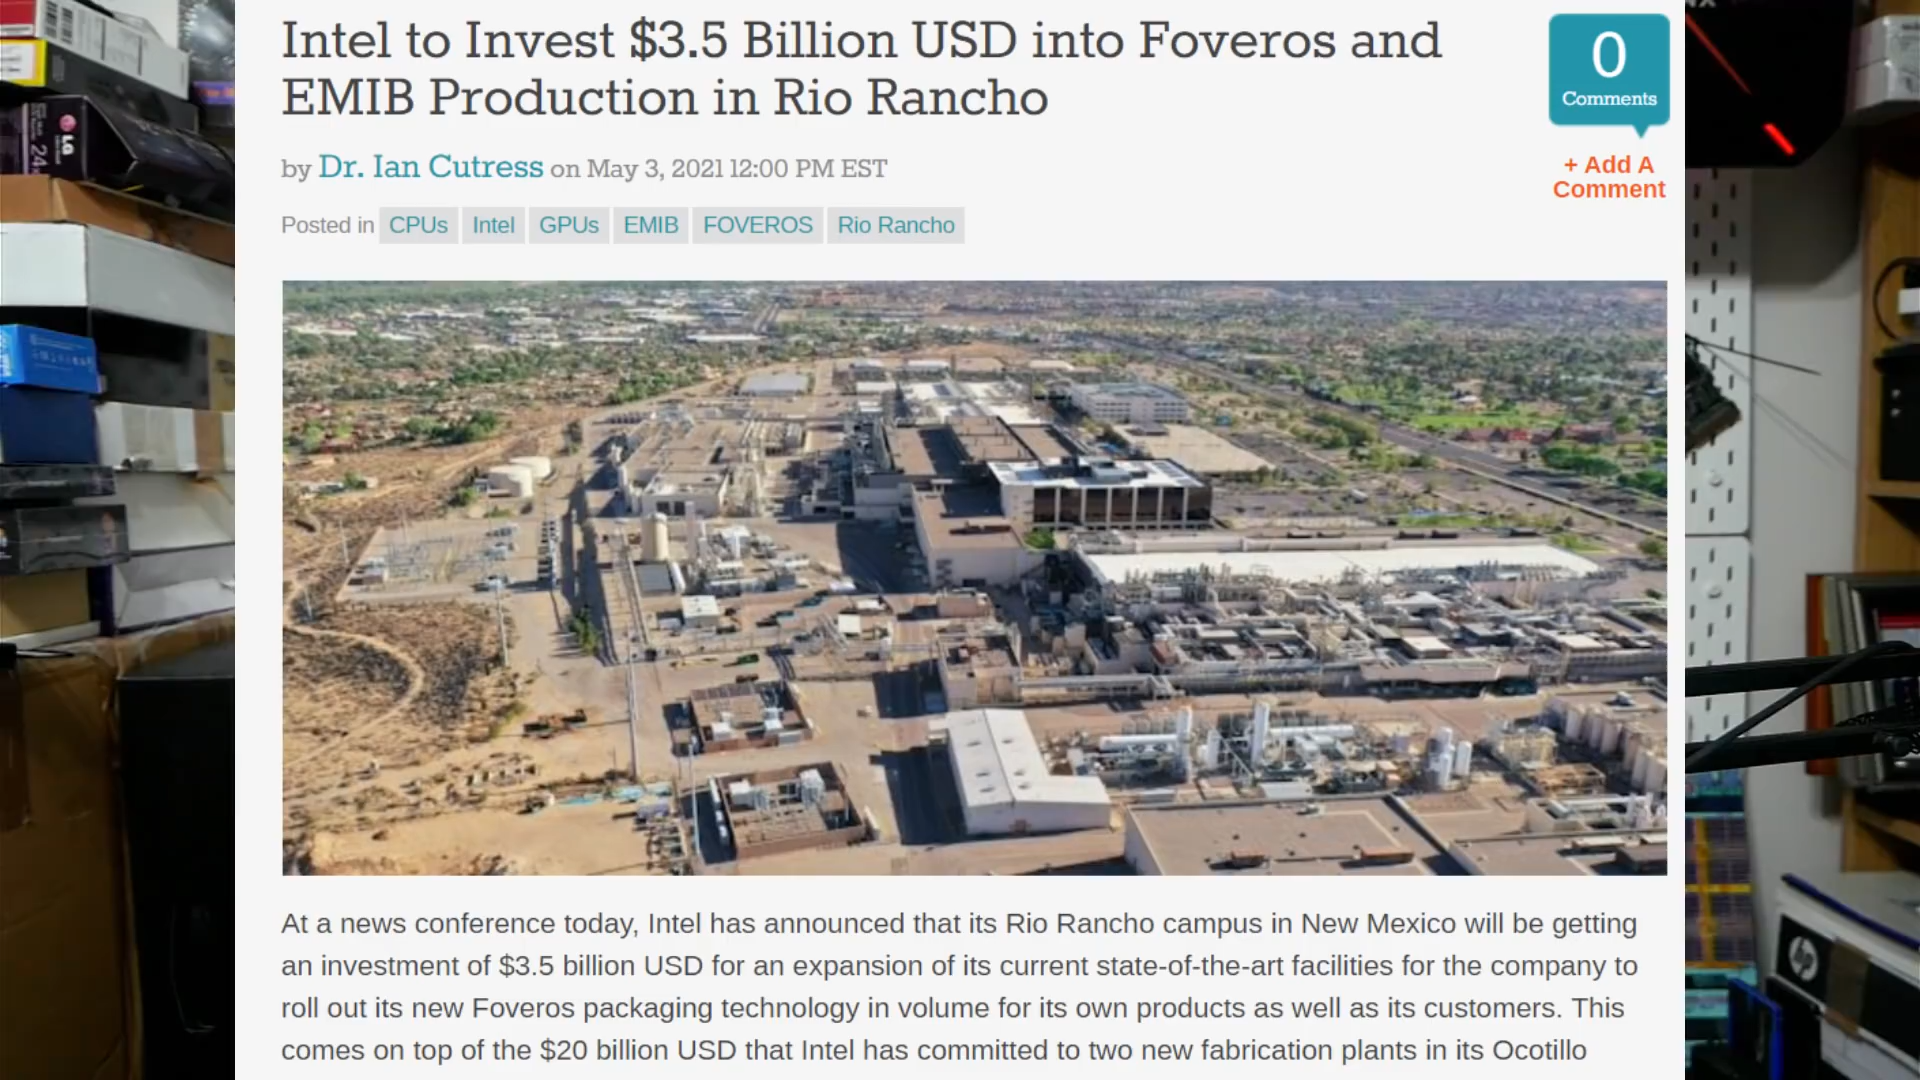 Intel to Invest $3.5 Billion USD into Foveros and
EMIB Production in Rio Rancho
by Dr. Ian Cutress on May 3, 2021 12:00 PM EST
Posted in CPUs Intel GPUs EMIB FOVEROS Rio Rancho
0
Comments
+ Add A
Comment
At a news conference today, Intel has announced that its Rio Rancho campus in New Mexico will be getting
an investment of $3.5 billion USD for an expansion of its current state-of-the-art facilities for the company to
roll out its new Foveros packaging technology in volume for its own products as well as its customers. This
comes on top of the $20 billion USD that Intel has committed to two new fabrication plants in its Ocotillo
LG
24
hp